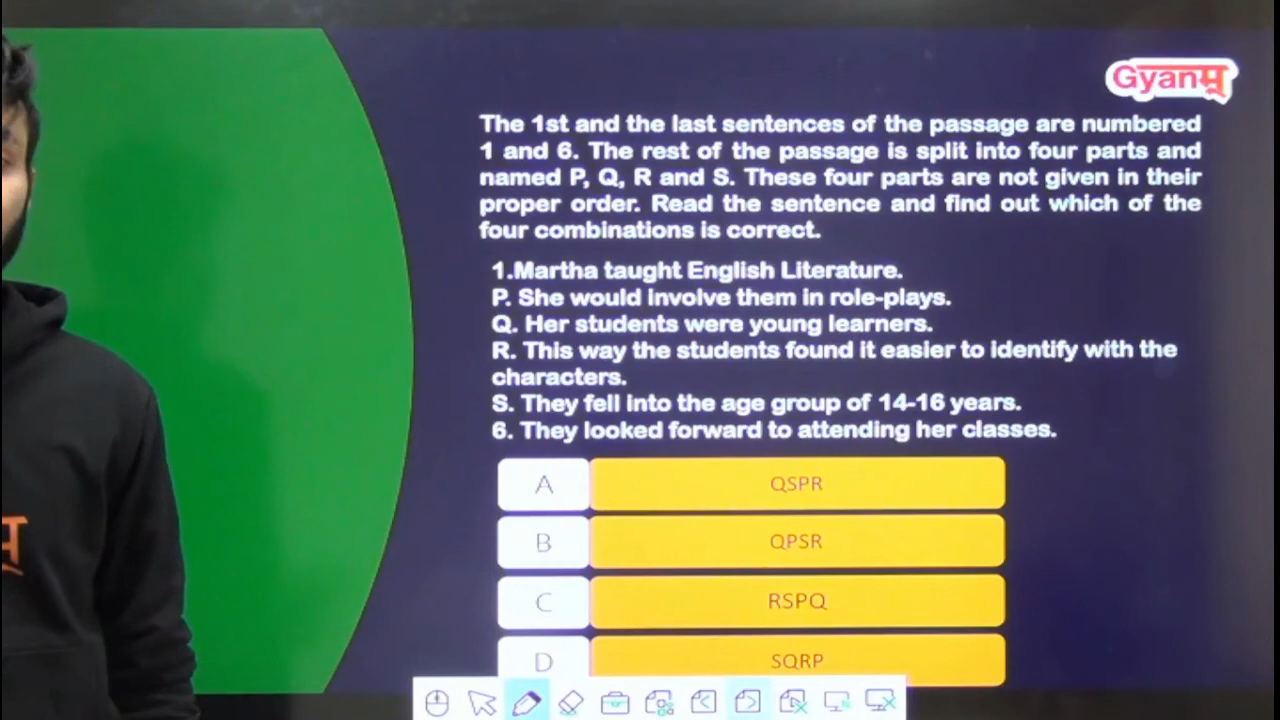 Gyanम्
The 1st and the last sentences of the passage are numbered
1 and 6. The rest of the passage is split into four parts and
named P, Q, R and S. These four parts are not given in their
proper order. Read the sentence and find out which of the
four combinations is correct.
1.Martha taught English Literature.
P. She would involve them in role-plays.
Q. Her students were young learners.
R. This way the students found it easier to identify with the
characters.
S. They fell into the age group of 14-16 years.
6. They looked forward to attending her classes.
A QSPR
B QPSR
C RSPQ
D SQRP